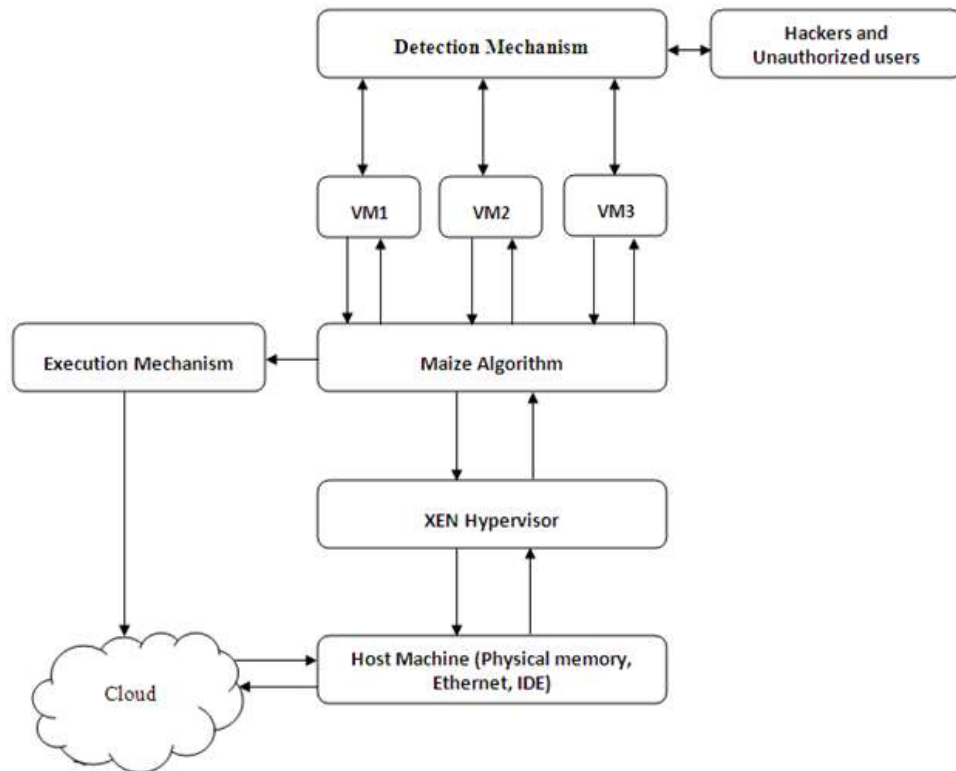 Detection Mechanism
Hackers and
Unauthorized users
VM1
VM2
VM3
Execution Mechanism
Maize Algorithm
XEN Hypervisor
Cloud
Host Machine (Physical memory,
Ethernet, IDE)